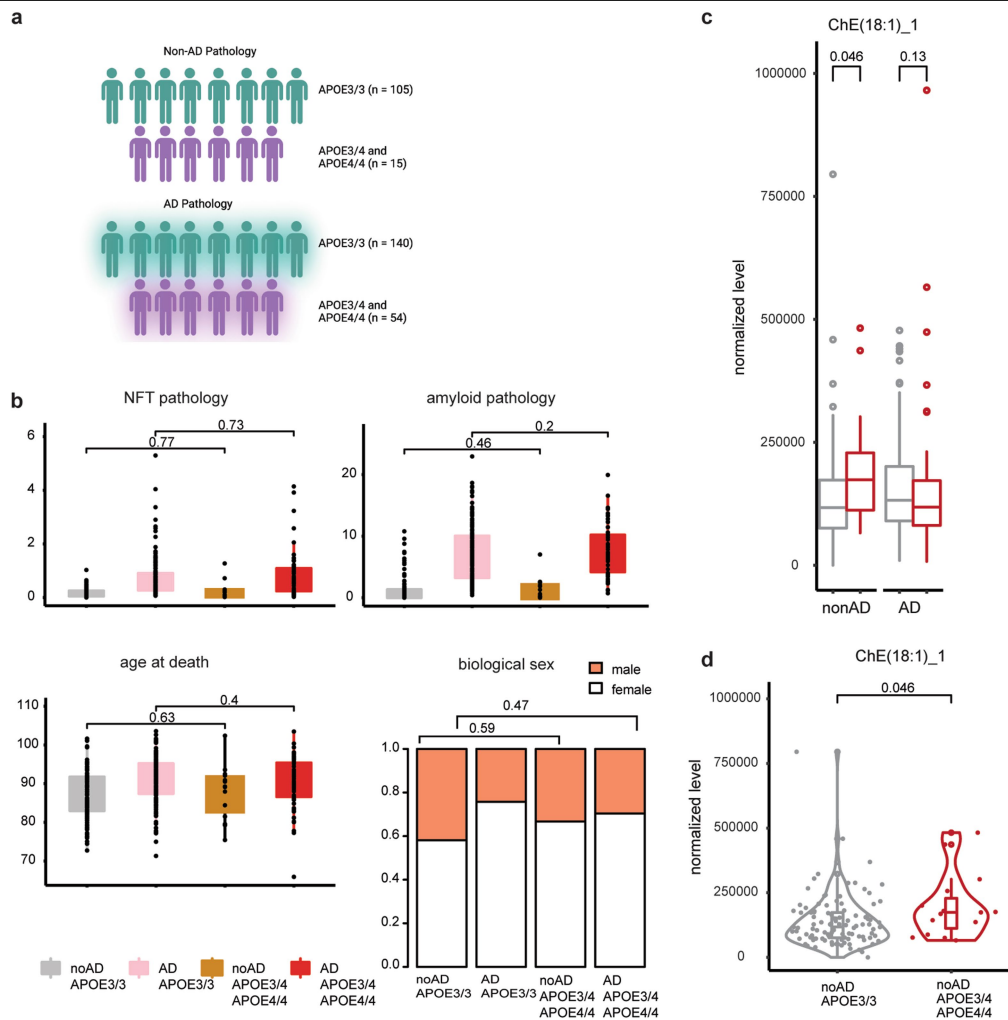 a
Non-AD Pathology
APOE3/3 (n = 105)
APOE3/4 and
APOE4/4 (n = 15)
AD Pathology
APOE3/3 (n = 140)
APOE3/4 and
APOE4/4 (n = 54)
b
NFT pathology
0.73
0.77
6
4
2
0
amyloid pathology
0.2
0.46
20
10
0
age at death
0.4
0.63
110
100
90
80
70
biological sex
male
female
0.47
0.59
1.0
0.8
0.6
0.4
0.2
0.0
noAD
APOE3/3
AD
APOE3/3
noAD
APOE3/4
APOE4/4
AD
APOE3/4
APOE4/4
noAD
APOE3/3
AD
APOE3/3
noAD
APOE3/4
APOE4/4
AD
APOE3/4
APOE4/4
c
ChE(18:1)_1
0.046
0.13
normalized level
1000000
750000
500000
250000
0
nonAD
AD
d
ChE(18:1)_1
0.046
normalized level
1000000
750000
500000
250000
0
noAD
APOE3/3
noAD
APOE3/4
APOE4/4